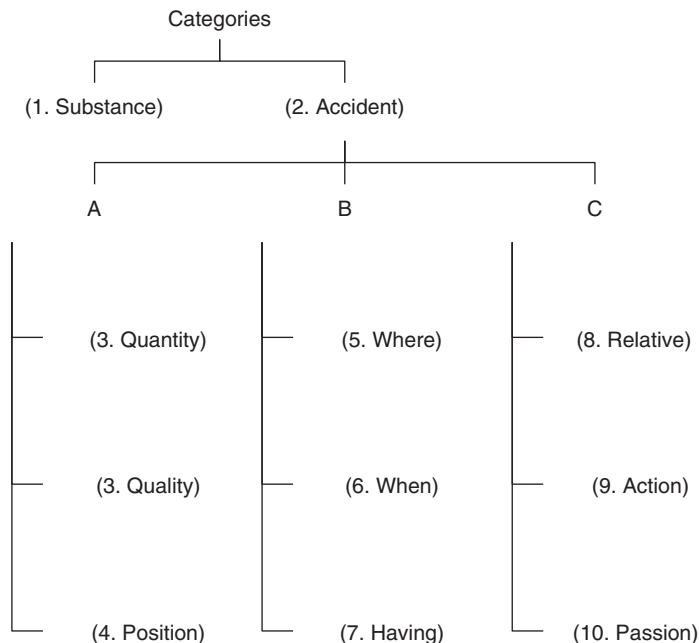 Categories
(1. Substance) (2. Accident)
A B C
(3. Quantity) (5. Where) (8. Relative)
(3. Quality) (6. When) (9. Action)
(4. Position) (7. Having) (10. Passion)